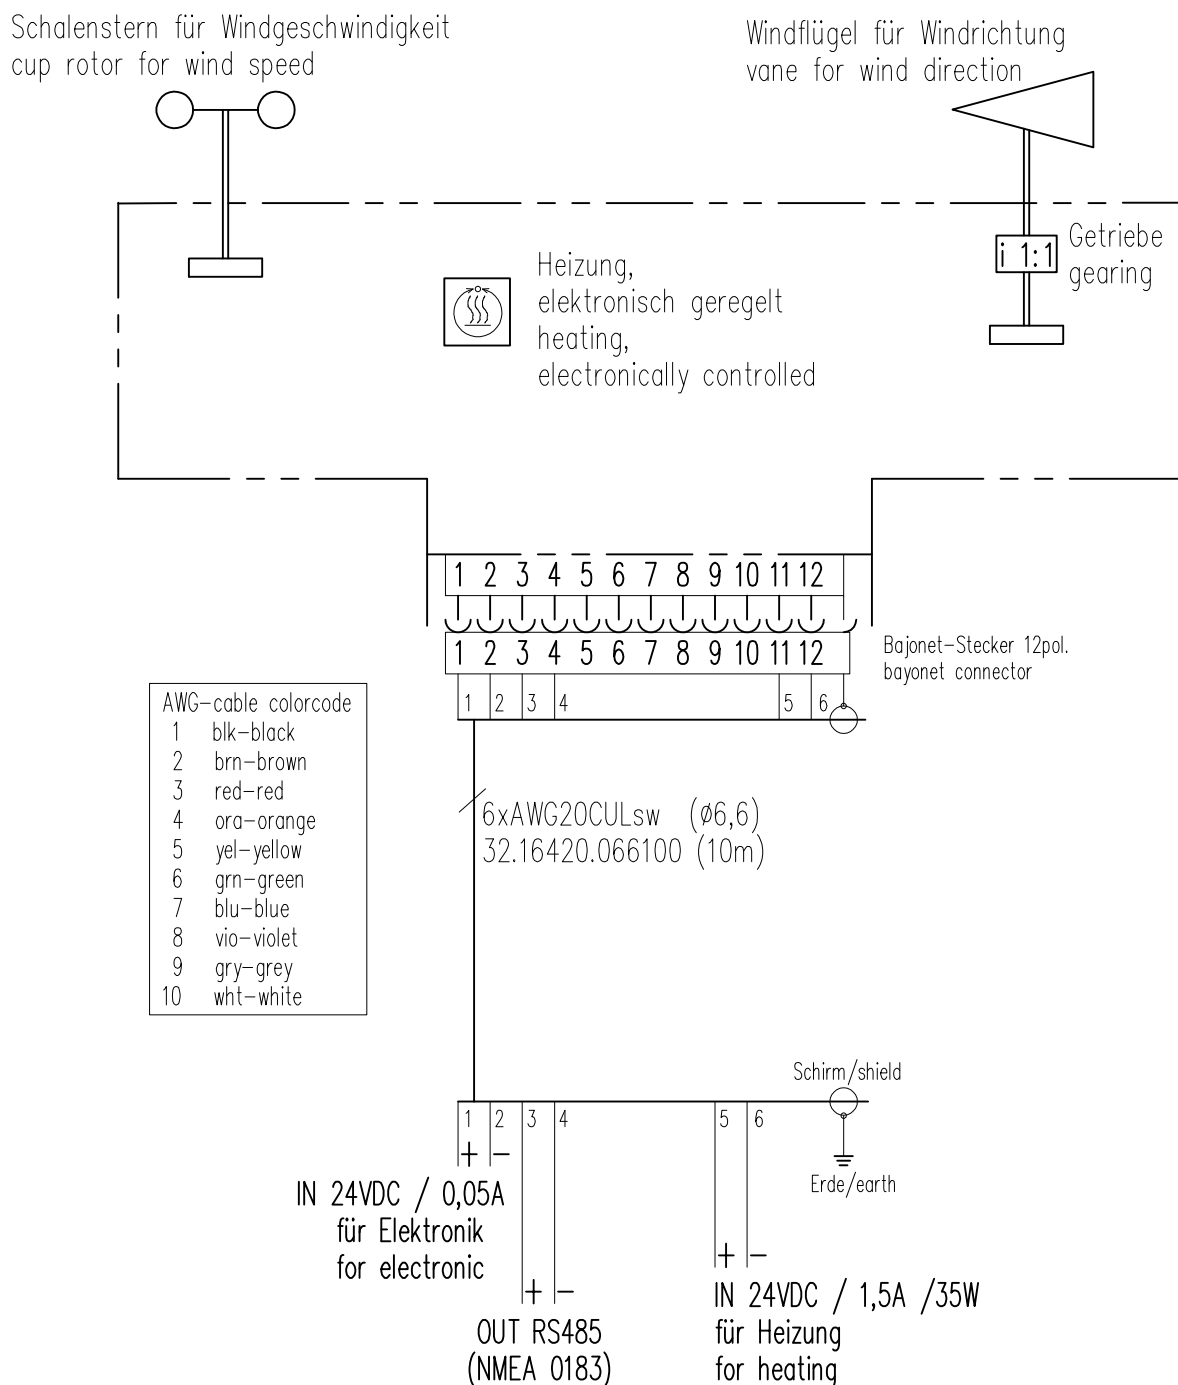 Schalenstern für Windgeschwindigkeit
cup rotor for wind speed
Windflügel für Windrichtung
vane for wind direction
i 1:1
Getriebe
gearing
Heizung,
elektronisch geregelt
heating,
electronically controlled
1 2 3 4 5 6 7 8 9 10 11 12
1 2 3 4 5 6 7 8 9 10 11 12
Bajonet-Stecker 12pol.
bayonet connector
1 2 3 4 5 6
AWG-cable colorcode
1 blk-black
2 brn-brown
3 red-red
4 ora-orange
5 yel-yellow
6 grn-green
7 blu-blue
8 vio-violet
9 gry-grey
10 wht-white
6xAWG20CULsw (ø6,6)
32.16420.066100 (10m)
Schirm/shield
1 2 3 4 5 6
+ -
Erde/earth
IN 24VDC / 0,05A
für Elektronik
for electronic
+ -
OUT RS485
(NMEA 0183)
+ -
IN 24VDC / 1,5A /35W
für Heizung
for heating